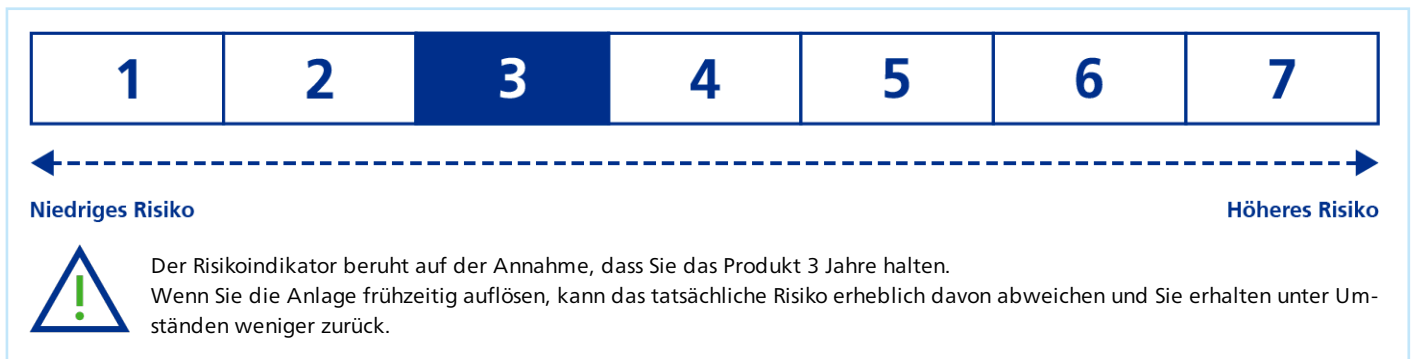 1 2 3 4 5 6 7
Niedriges Risiko Höheres Risiko
Der Risikoindikator beruht auf der Annahme, dass Sie das Produkt 3 Jahre halten.
Wenn Sie die Anlage frühzeitig auflösen, kann das tatsächliche Risiko erheblich davon abweichen und Sie erhalten unter Um-
ständen weniger zurück.